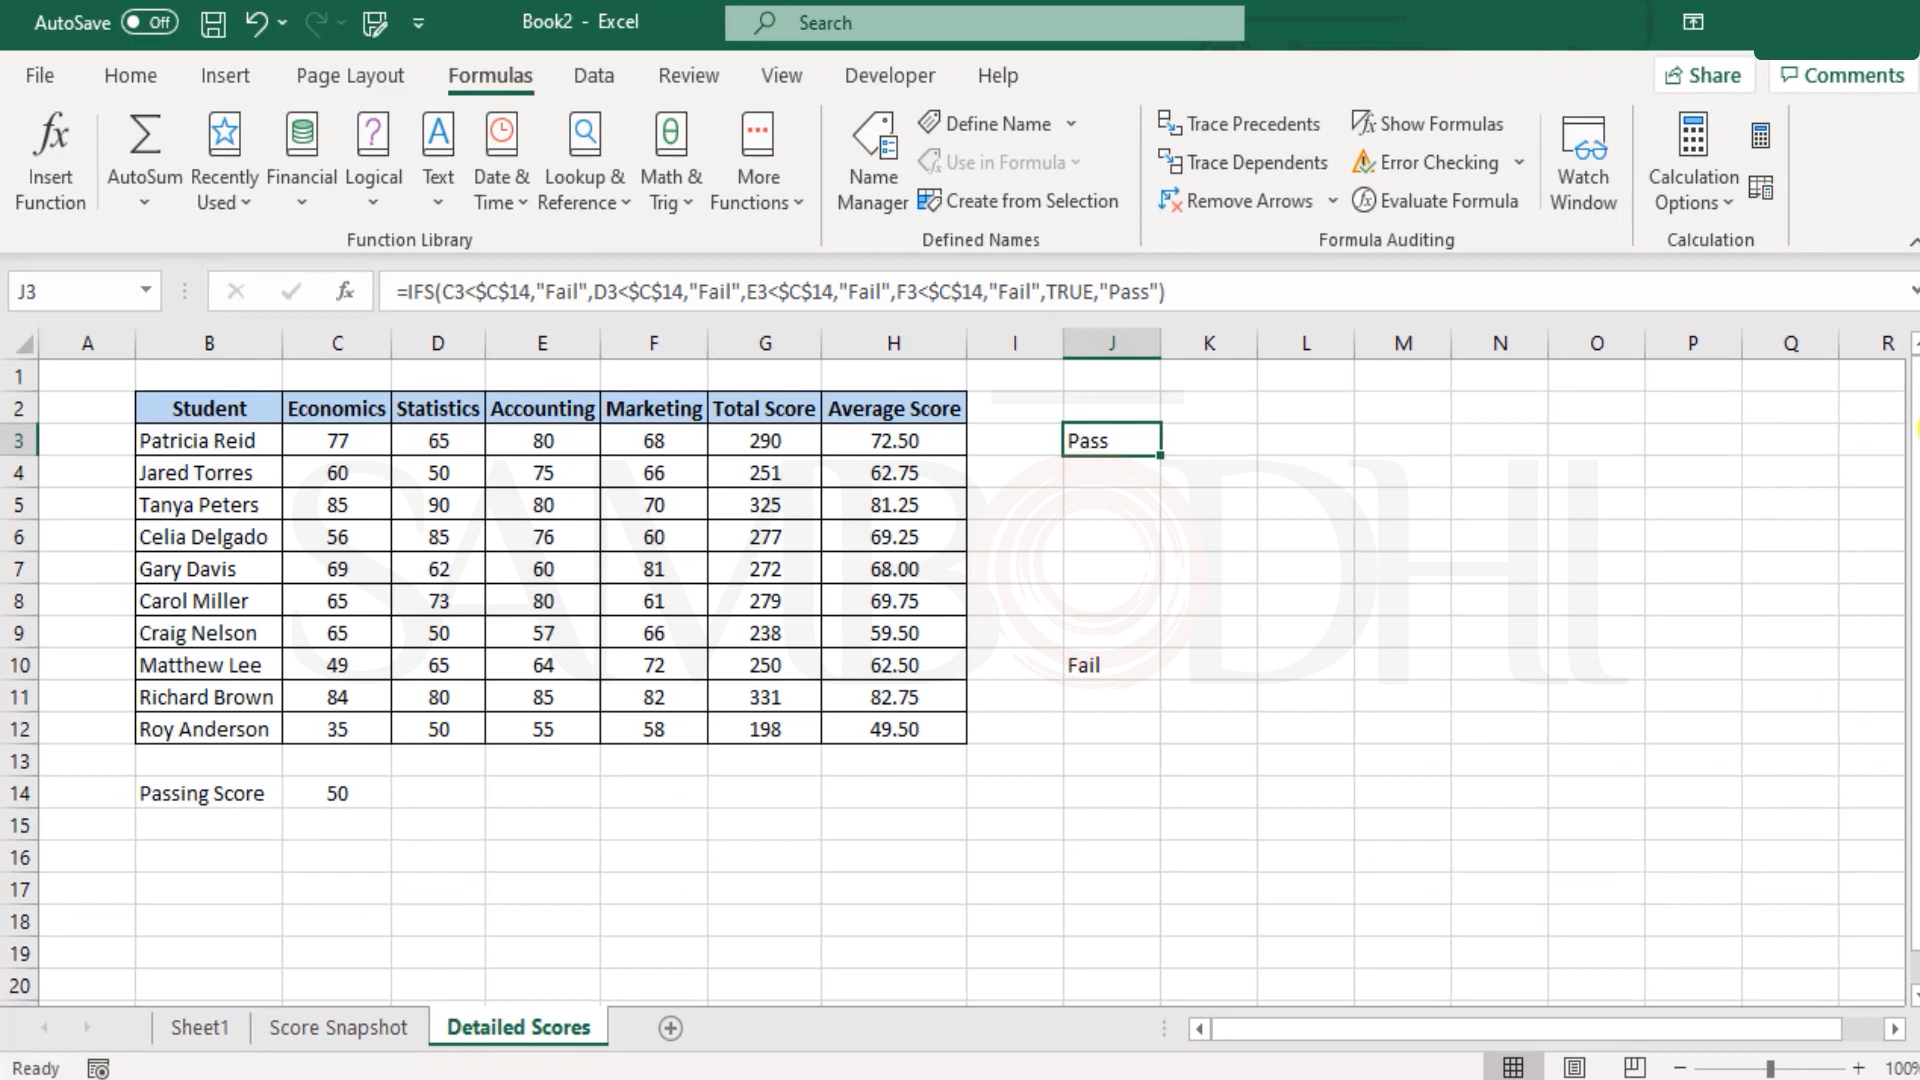 AutoSave Off Book2 - Excel Search
File Home Insert Page Layout Formulas Data Review View Developer Help Share Comments
Insert Function
AutoSum
Recently Used
Financial
Logical
Text
Date & Time
Lookup & Reference
Math & Trig
More Functions
Function Library
Name Manager
Define Name
Use in Formula
Create from Selection
Defined Names
Trace Precedents
Trace Dependents
Remove Arrows
Show Formulas
Error Checking
Evaluate Formula
Formula Auditing
Watch Window
Calculation Options
Calculation
J3 fx =IFS(C3<$C$14,"Fail",D3<$C$14,"Fail",E3<$C$14,"Fail",F3<$C$14,"Fail",TRUE,"Pass")
A B C D E F G H I J K L M N O P Q R
1
2 Student Economics Statistics Accounting Marketing Total Score Average Score
3 Patricia Reid 77 65 80 68 290 72.50 Pass
4 Jared Torres 60 50 75 66 251 62.75
5 Tanya Peters 85 90 80 70 325 81.25
6 Celia Delgado 56 85 76 60 277 69.25
7 Gary Davis 69 62 60 81 272 68.00
8 Carol Miller 65 73 80 61 279 69.75
9 Craig Nelson 65 50 57 66 238 59.50
10 Matthew Lee 49 65 64 72 250 62.50 Fail
11 Richard Brown 84 80 85 82 331 82.75
12 Roy Anderson 35 50 55 58 198 49.50
13
14 Passing Score 50
15
16
17
18
19
20
SAMBODHI
Sheet1 Score Snapshot Detailed Scores
Ready 100%